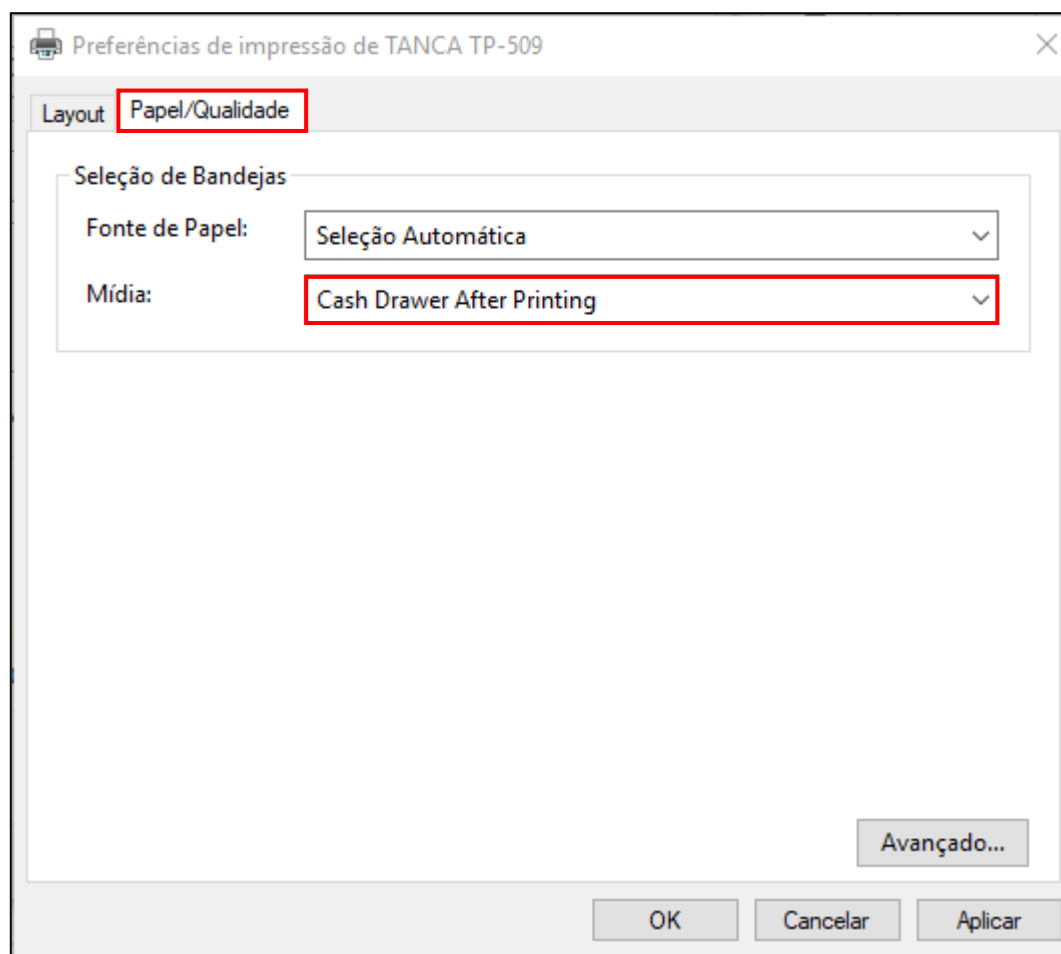 Preferências de impressão de TANCA TP-509
Layout
Papel/Qualidade
Seleção de Bandejas
Fonte de Papel:
Seleção Automática
Mídia:
Cash Drawer After Printing
Avançado...
OK
Cancelar
Aplicar